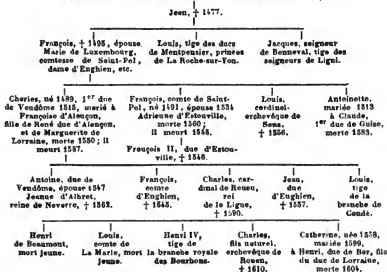 Jean, † 1477.
François, † 1495, épouse
Marie de Luxembourg,
comtesse de Saint-Pol,
dame d'Enghien, etc.
Louis, tige des ducs
de Montpensier, princes
de La Roche-sur-Yon.
Jacques, seigneur
de Benneval, tige des
seigneurs de Ligni.
Charles, né 1489, 1er duc
de Vendôme 1515, marié à
Françoise d'Alençon,
fille de René duc d'Alençon,
et de Marguerite de
Lorraine, morte 1550 ; il
meurt 1537.
François, comte de Saint-
Pol, né 1491, épouse 1534
Adrienne d'Estouville,
morte 1560 ;
il meurt 1545.
François II, duc d'Estou-
ville, † 1546.
Louis,
cardinal-
archevêque de
Sens,
† 1556.
Antoinette,
mariée 1513
à Claude,
1er duc de Guise,
morte 1583.
Antoine, duc de
Vendôme, épouse 1547
Jeanne d'Albret,
reine de Navarre, † 1562.
François,
comte
d'Enghien,
† 1545.
Charles, car-
dinal de Rouen,
roi
de le Ligue,
† 1590.
Jean,
duc
d'Enghien,
† 1557.
Louis,
tige
de la
branche de
Condé.
Henri
de Beaumont,
mort jeune.
Louis,
comte de
La Marie, mort
jeune.
Henri IV,
tige de
la branche royale
des Bourbons.
Charles,
fils naturel,
archevêque de
Rouen,
† 1610.
Catherine, née 1558,
mariée 1599,
à Henri, duc de Bar, fils
du duc de Lorraine,
morte 1604.